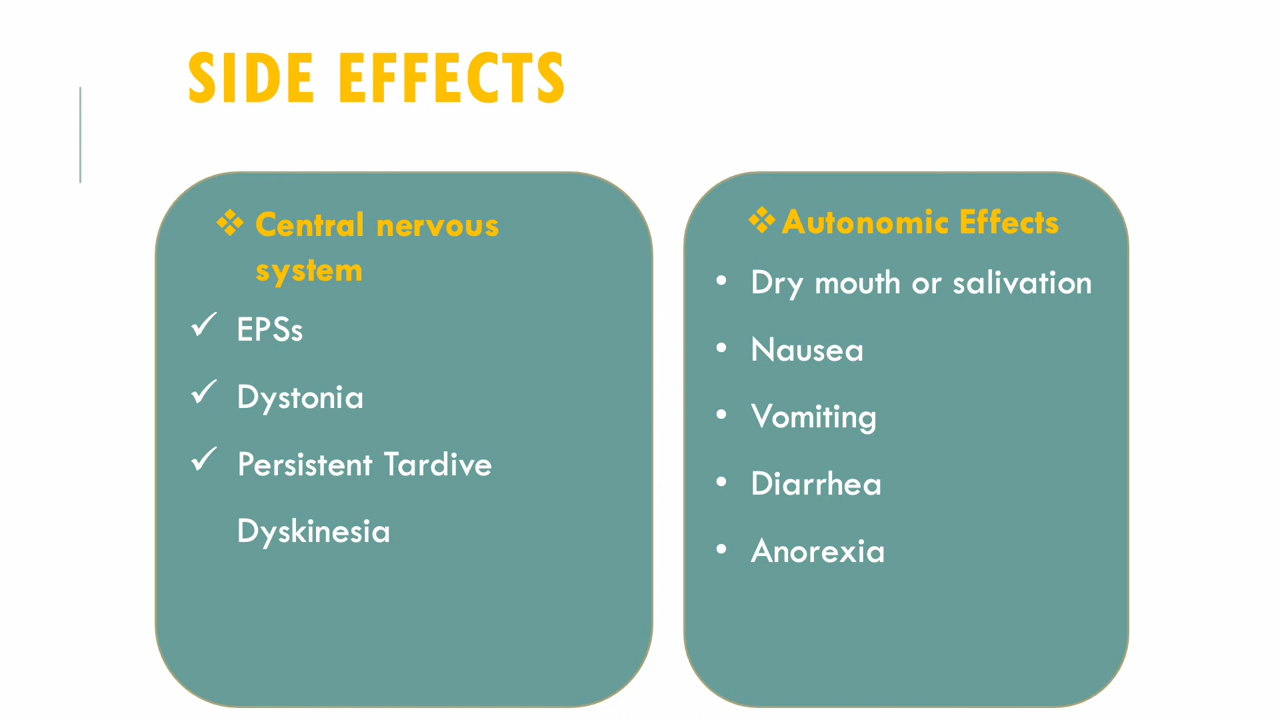 SIDE EFFECTS
❖ Central nervous
system
✓ EPSs
✓ Dystonia
✓ Persistent Tardive
Dyskinesia
❖ Autonomic Effects
• Dry mouth or salivation
• Nausea
• Vomiting
• Diarrhea
• Anorexia